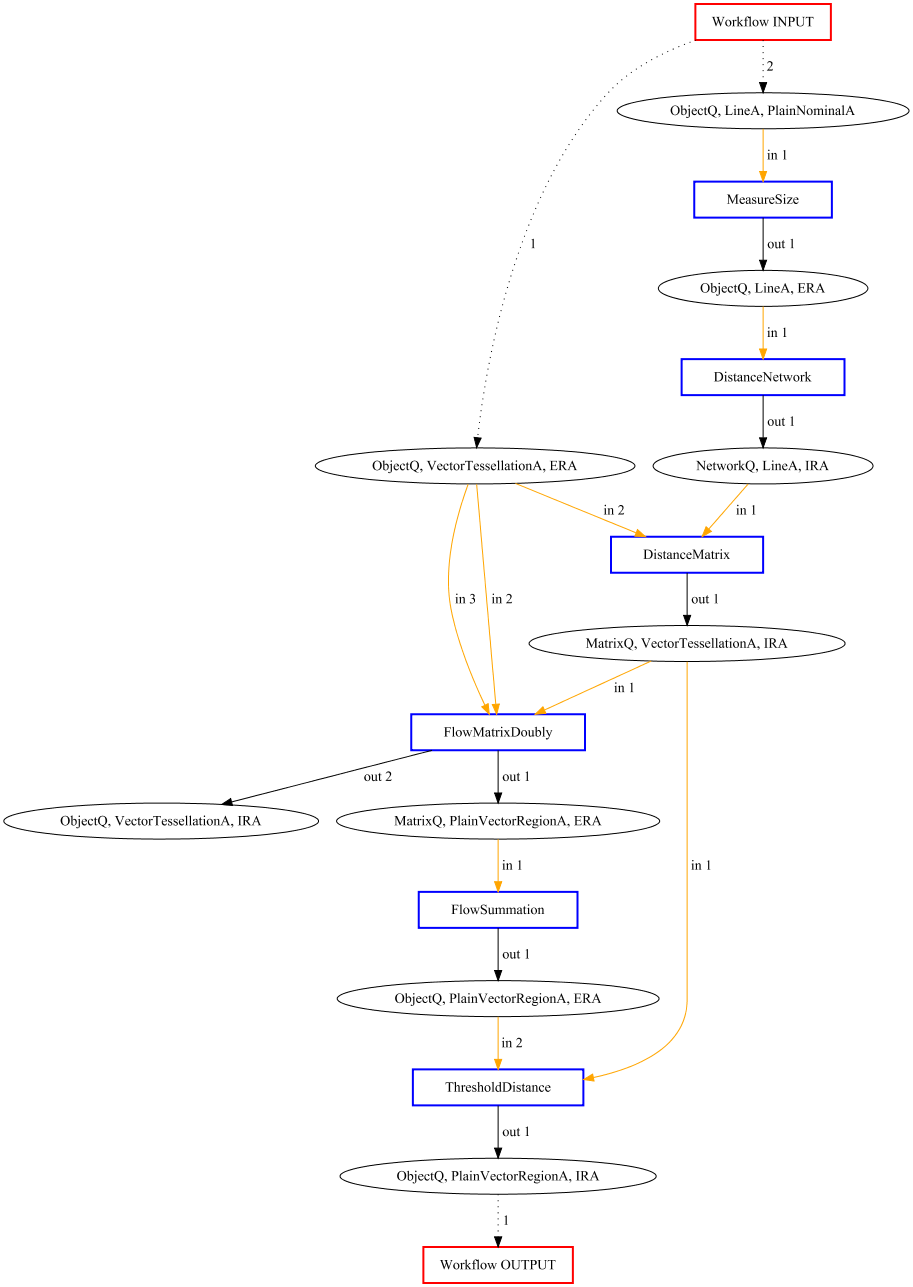 Workflow INPUT
2
ObjectQ, LineA, PlainNominalA
in 1
MeasureSize
1
out 1
ObjectQ, LineA, ERA
in 1
DistanceNetwork
out 1
ObjectQ, VectorTessellationA, ERA
NetworkQ, LineA, IRA
in 2
in 1
DistanceMatrix
in 3
in 2
out 1
MatrixQ, VectorTessellationA, IRA
in 1
FlowMatrixDoubly
out 2
out 1
ObjectQ, VectorTessellationA, IRA
MatrixQ, PlainVectorRegionA, ERA
in 1
in 1
FlowSummation
out 1
ObjectQ, PlainVectorRegionA, ERA
in 2
ThresholdDistance
out 1
ObjectQ, PlainVectorRegionA, IRA
1
Workflow OUTPUT